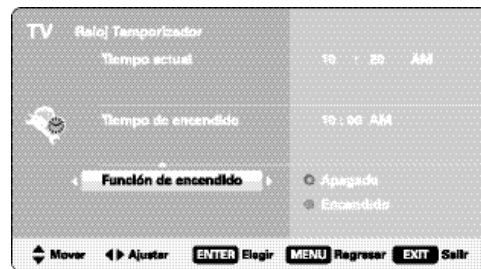 TV Reloj Temporizador
Tiempo actual 10 : 20 AM
Tiempo de encendido 10 : 00 AM
Función de encendido Apagado
Encendido
Mover Ajustar ENTER Elegir MENU Regresar EXIT Salir